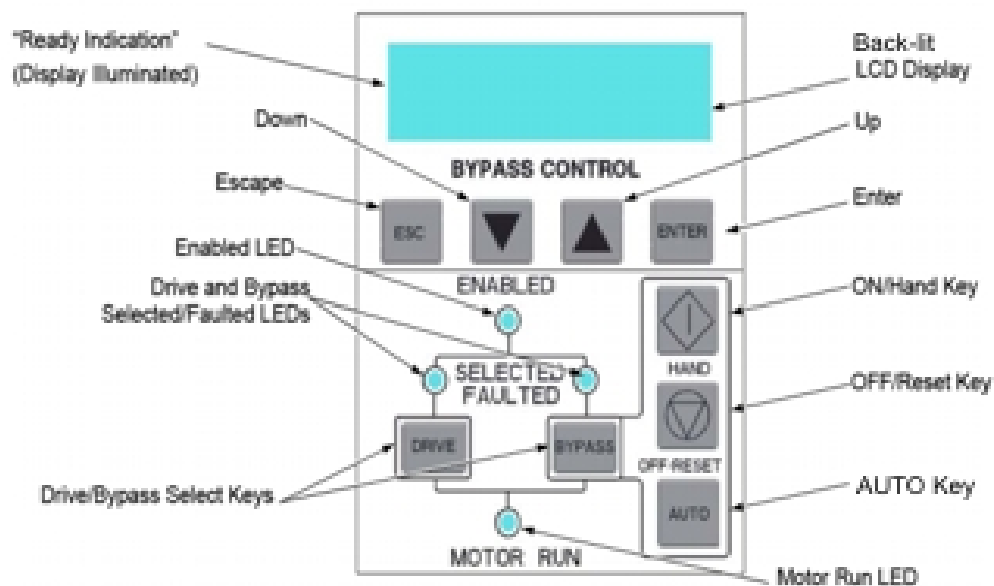 "Ready Indication"
(Display Illuminated)
Back-lit
LCD Display
Down
Up
BYPASS CONTROL
Escape
Enter
ESC
ENTER
Enabled LED
ENABLED
Drive and Bypass
Selected/Faulted LEDs
ON/Hand Key
HAND
SELECTED
FAULTED
OFF/Reset Key
DRIVE
BYPASS
OFF/RESET
Drive/Bypass Select Keys
AUTO Key
AUTO
MOTOR RUN
Motor Run LED